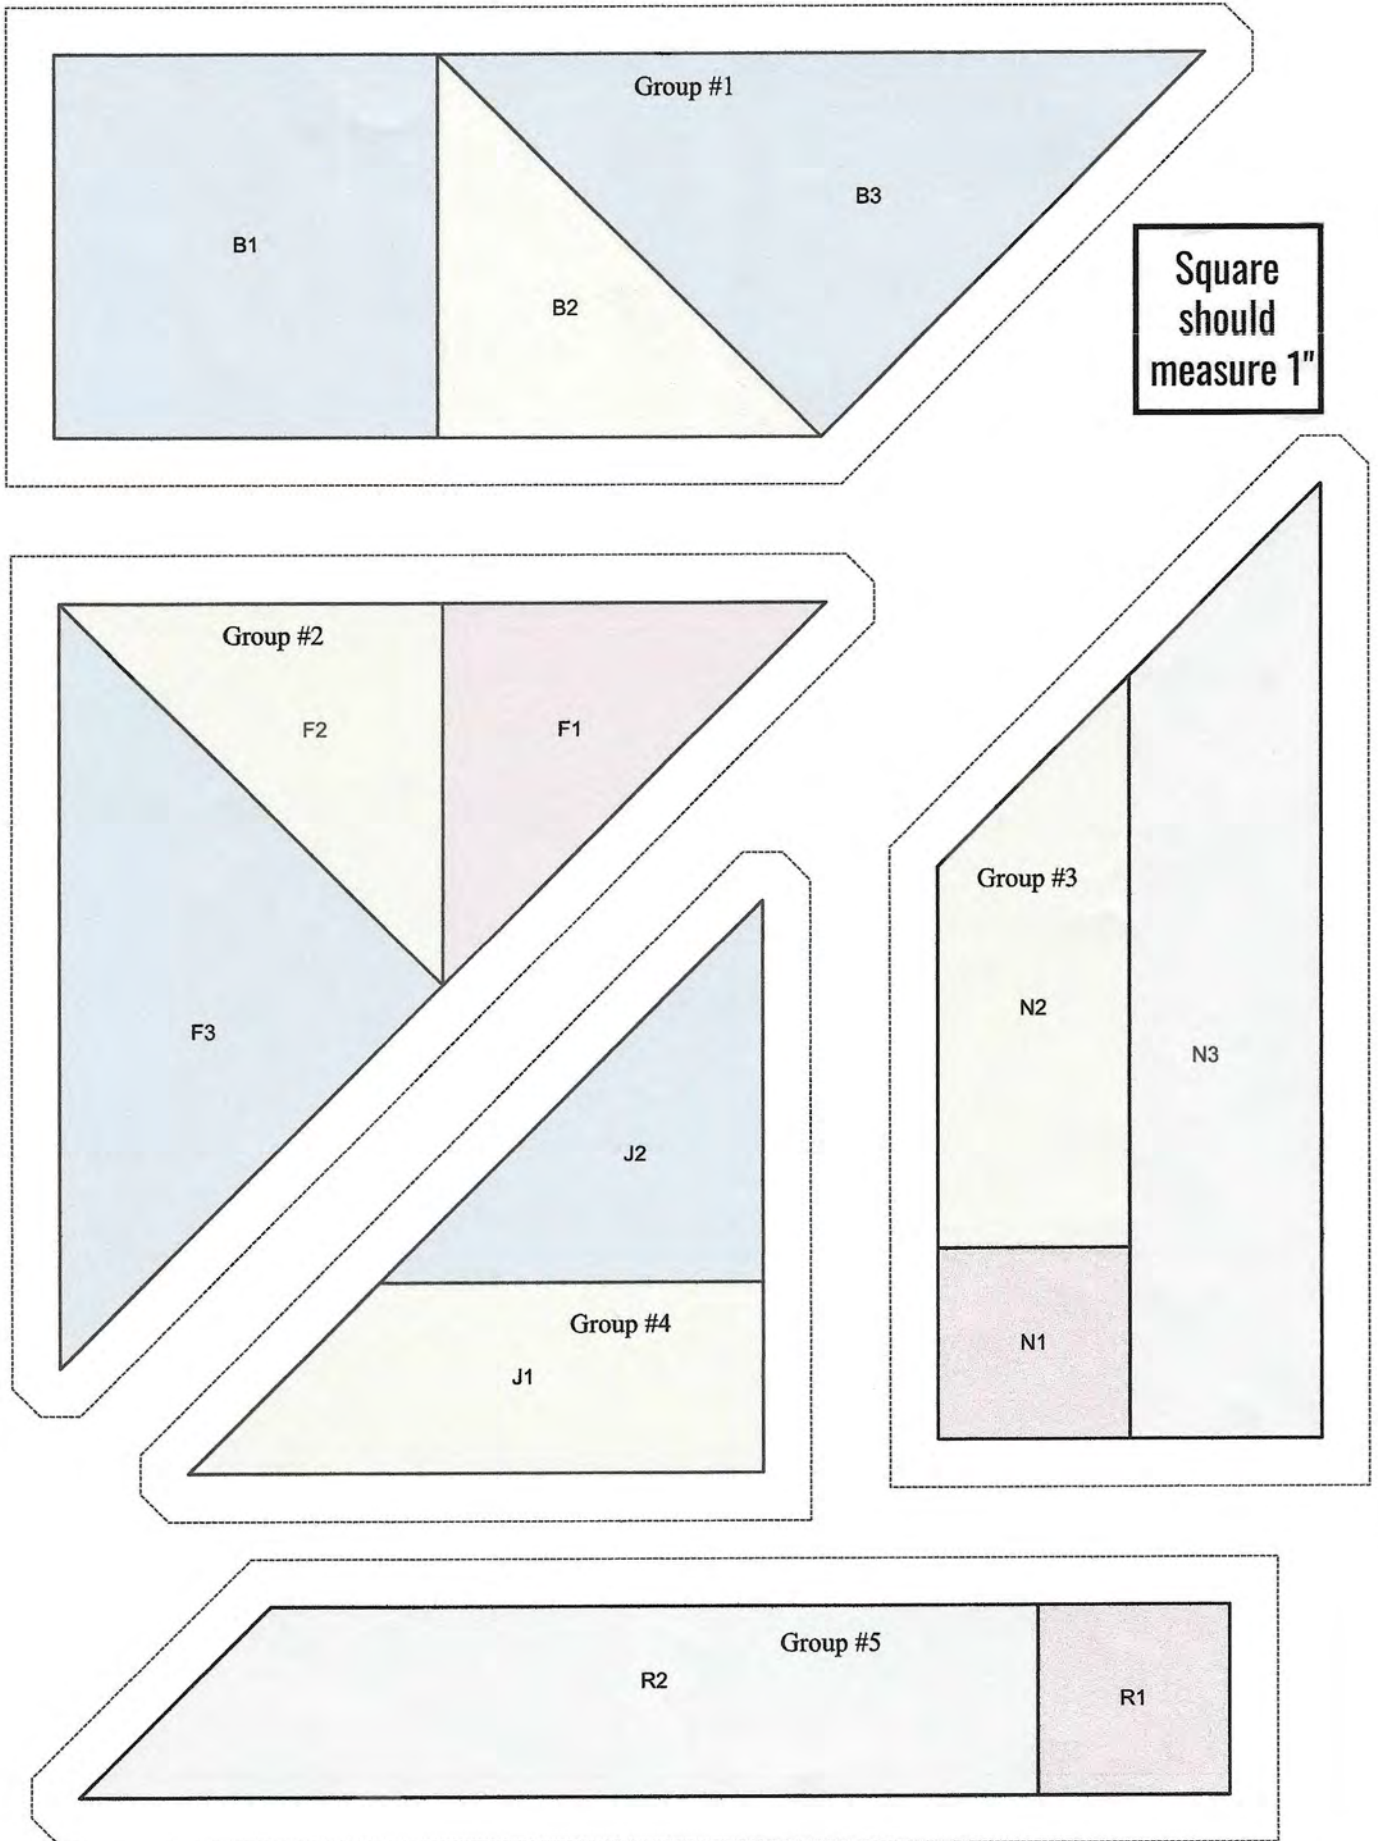 Group #1
B3
B1
B2
Square
should
measure 1"
Group #2
F2
F1
Group #3
N2
F3
N3
J2
Group #4
N1
J1
Group #5
R2
R1